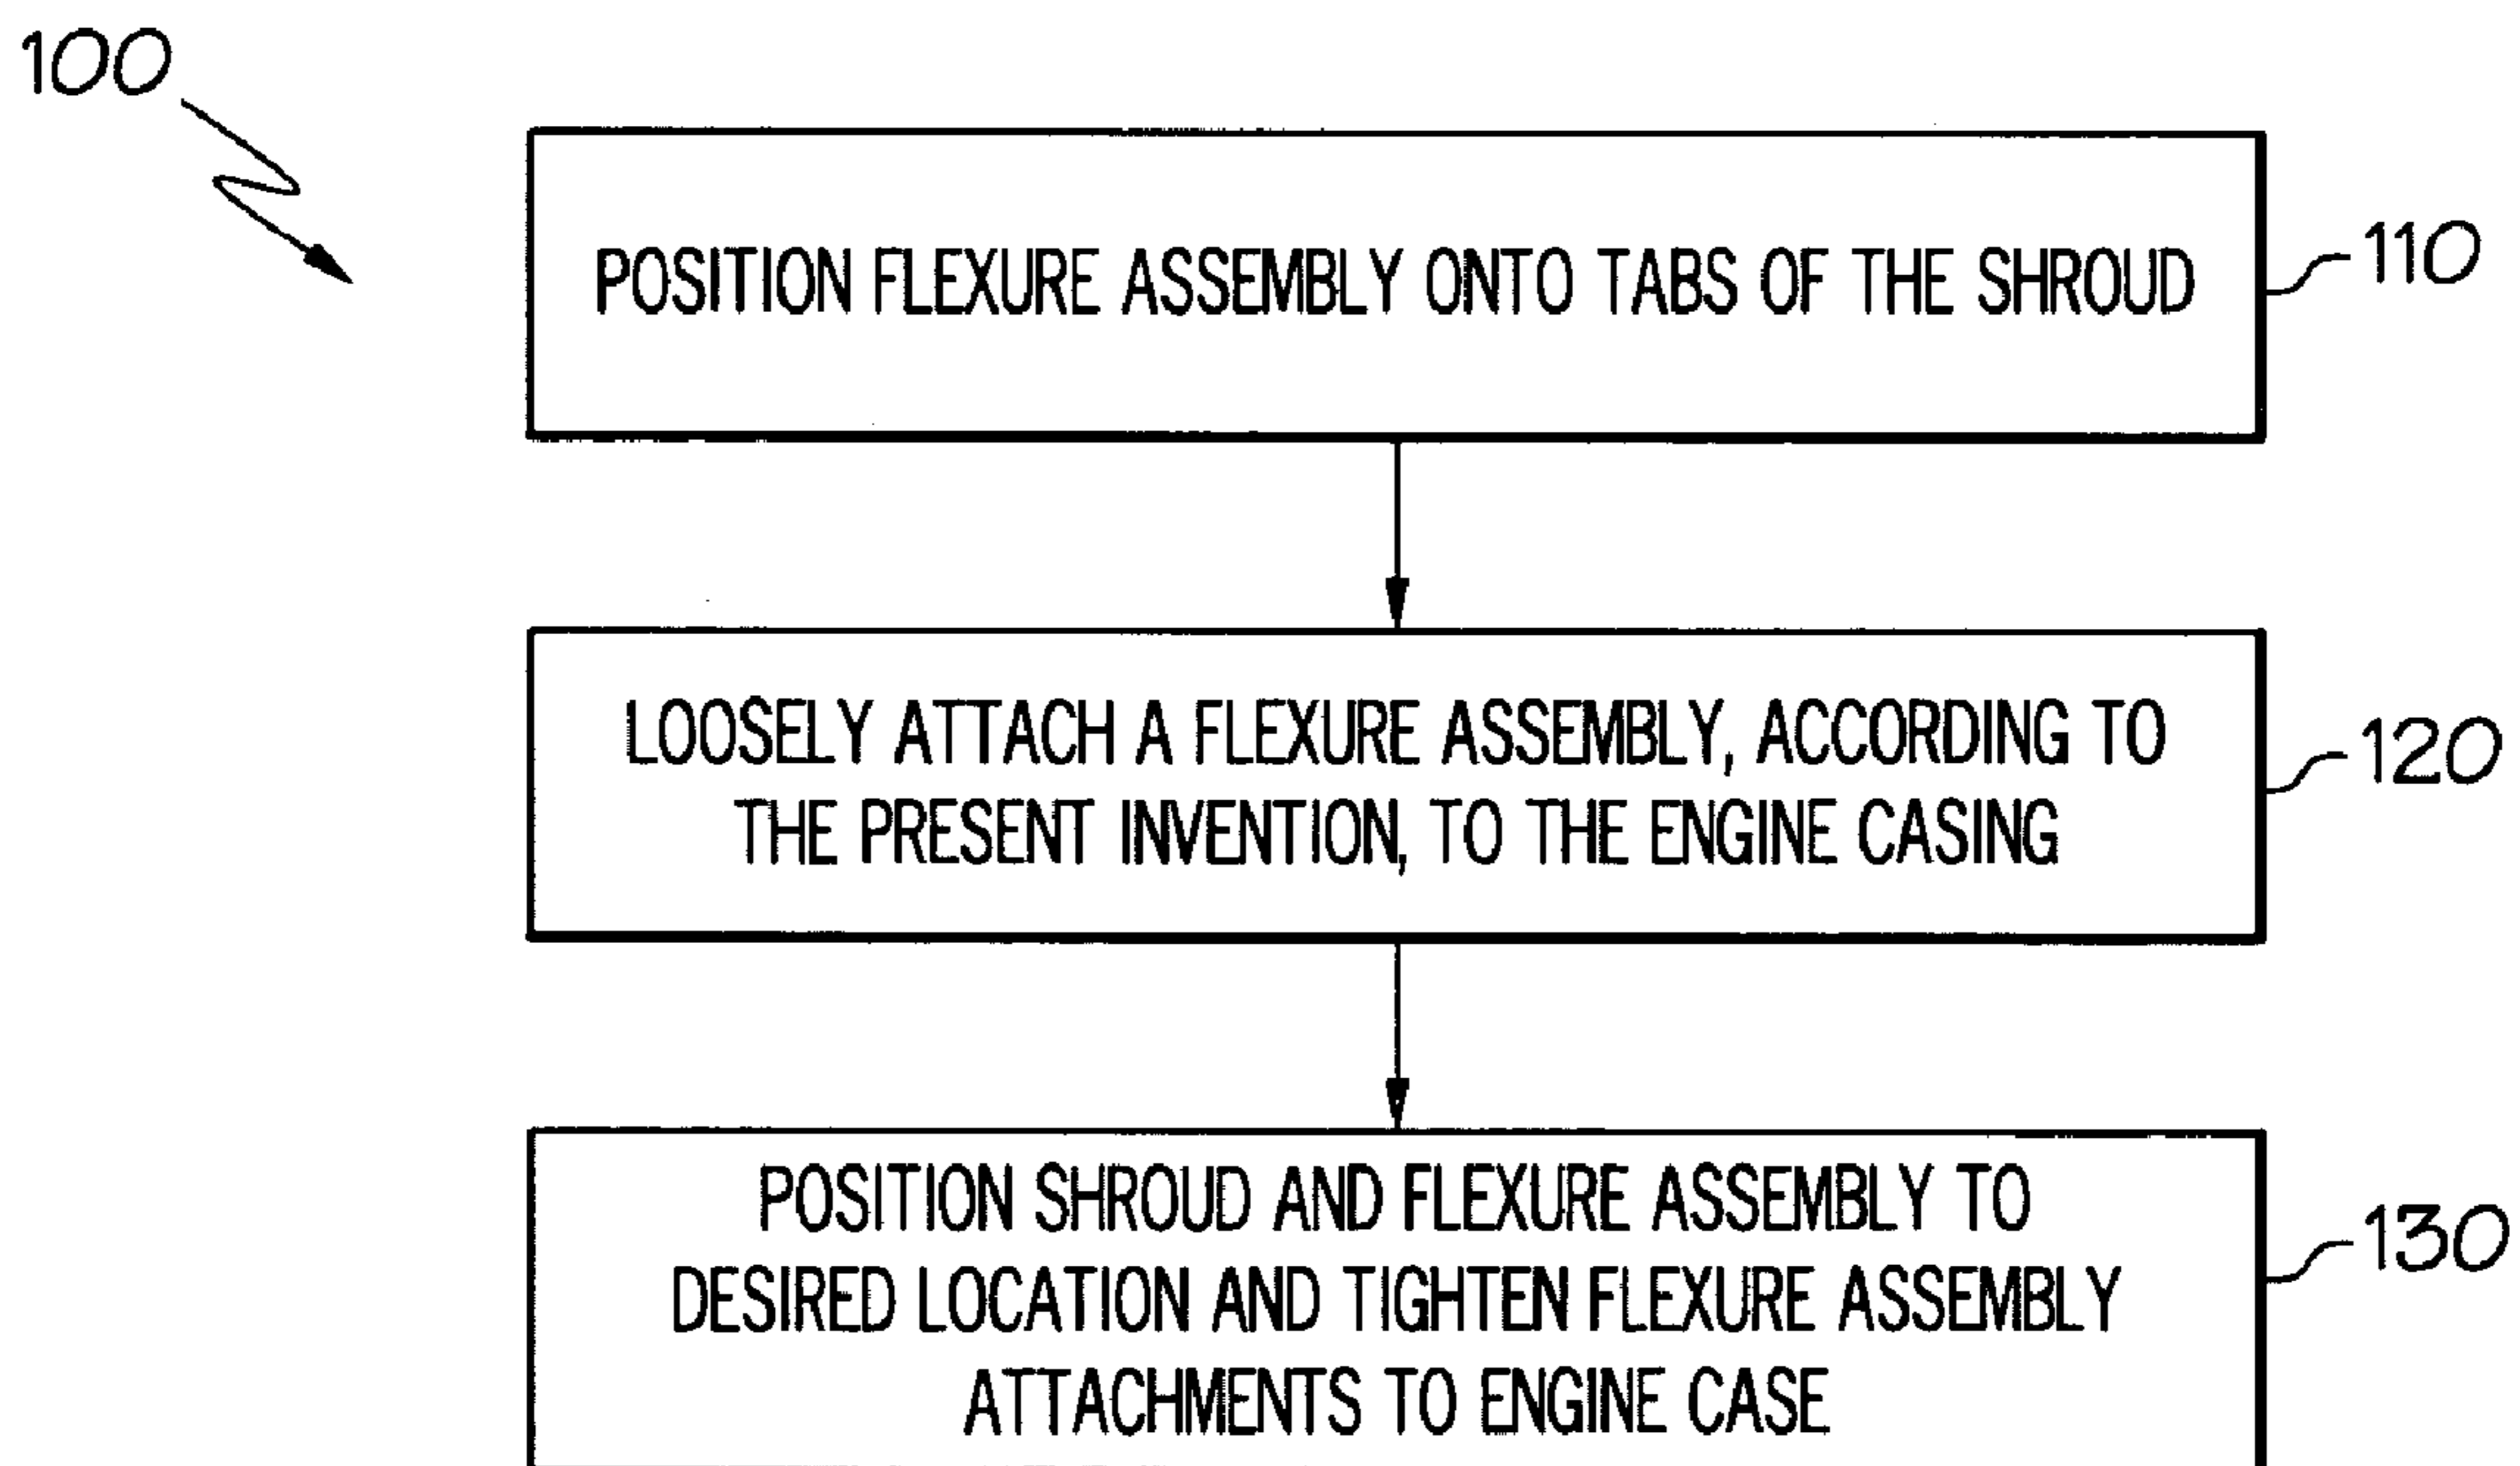 100
POSITION FLEXURE ASSEMBLY ONTO TABS OF THE SHROUD
110
LOOSELY ATTACH A FLEXURE ASSEMBLY, ACCORDING TO
THE PRESENT INVENTION, TO THE ENGINE CASING
120
POSITION SHROUD AND FLEXURE ASSEMBLY TO
DESIRED LOCATION AND TIGHTEN FLEXURE ASSEMBLY
ATTACHMENTS TO ENGINE CASE
130